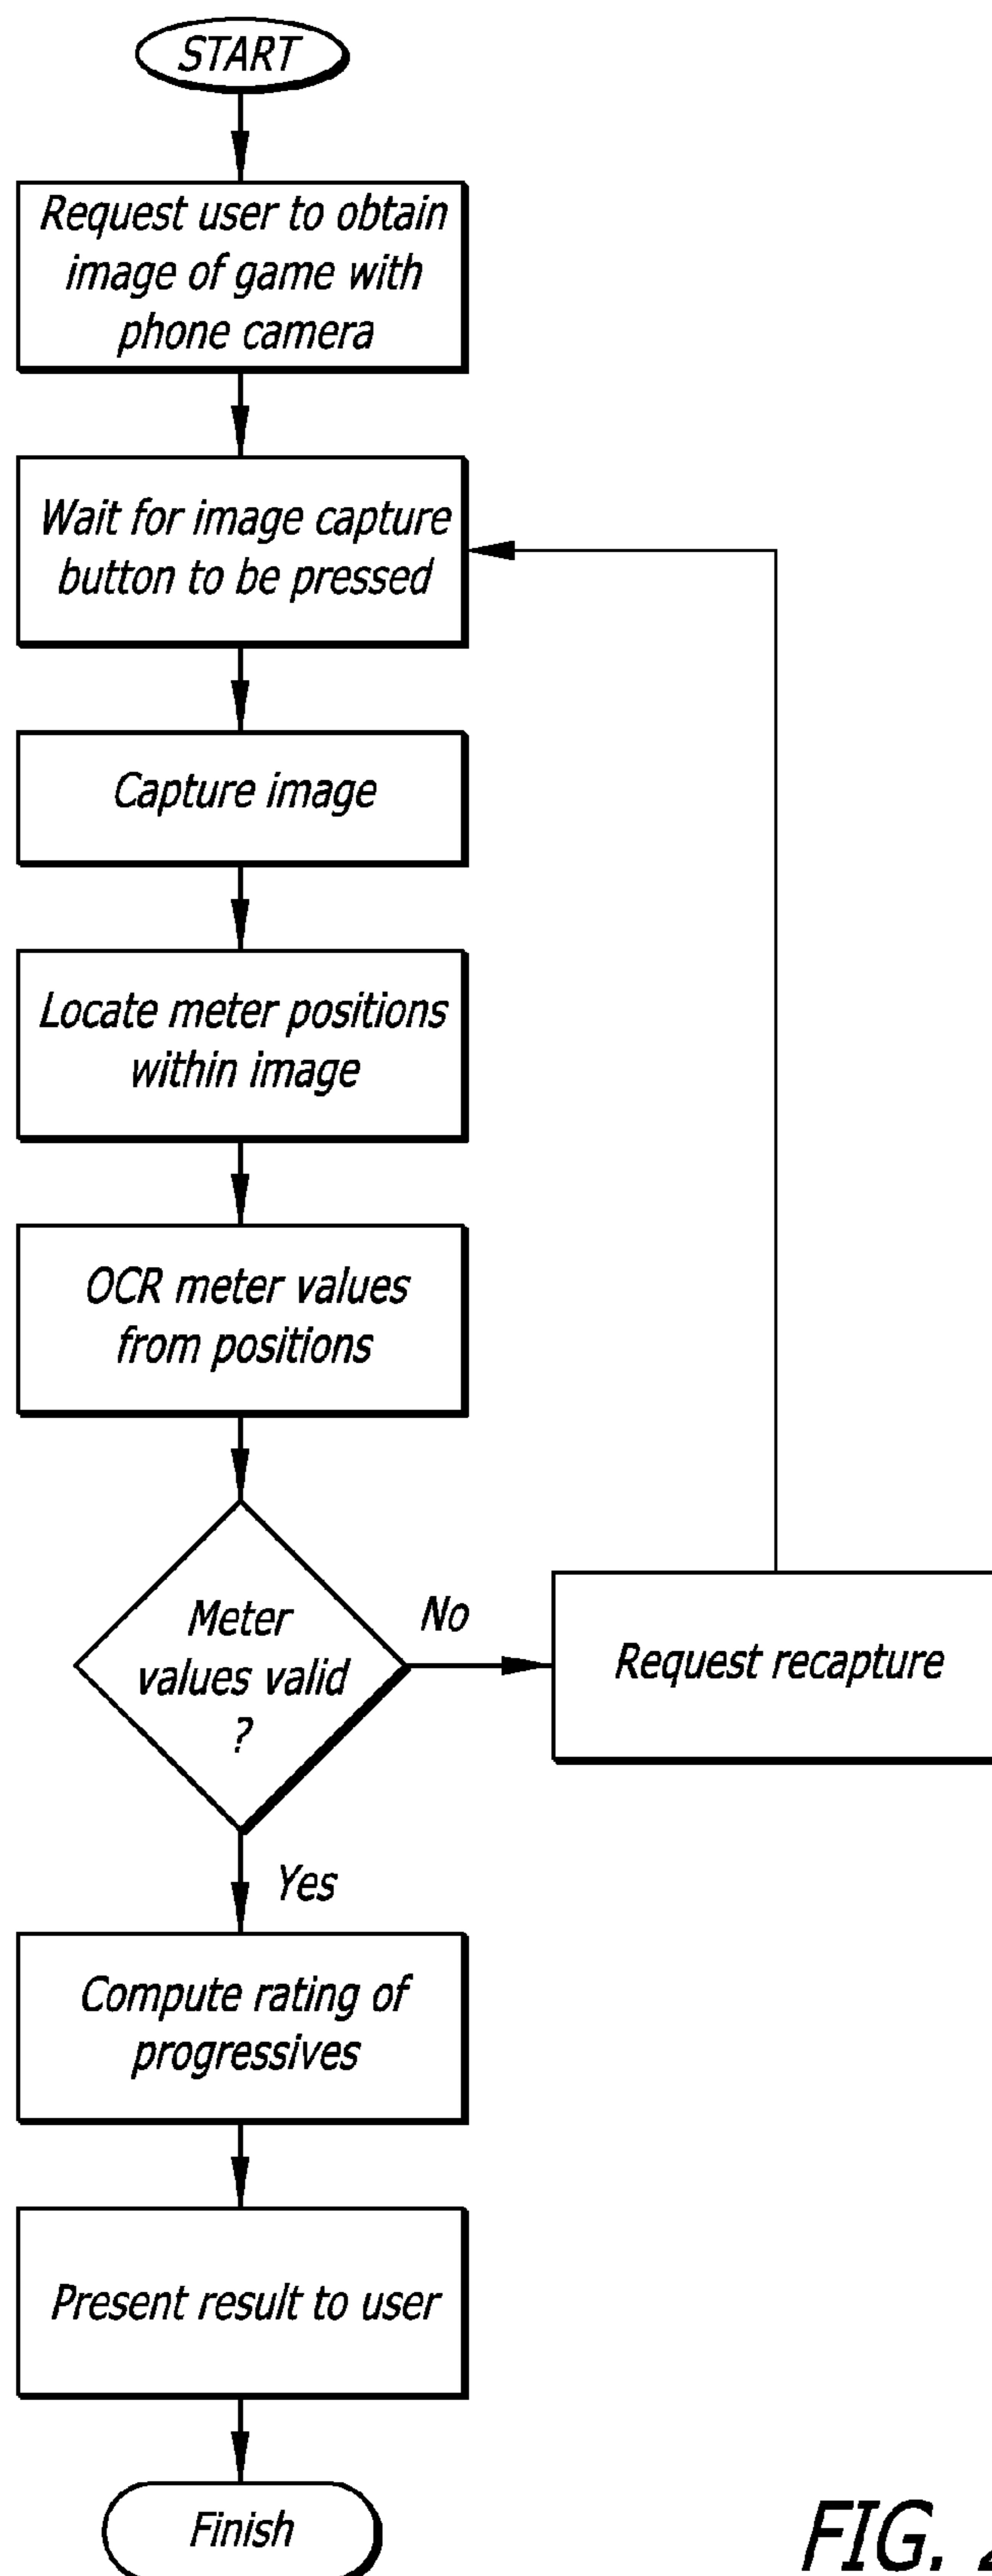 START
Request user to obtain
image of game with
phone camera
Wait for image capture
button to be pressed
Capture image
Locate meter positions
within image
OCR meter values
from positions
Meter
values valid
?
No
Request recapture
Yes
Compute rating of
progressives
Present result to user
Finish
FIG.